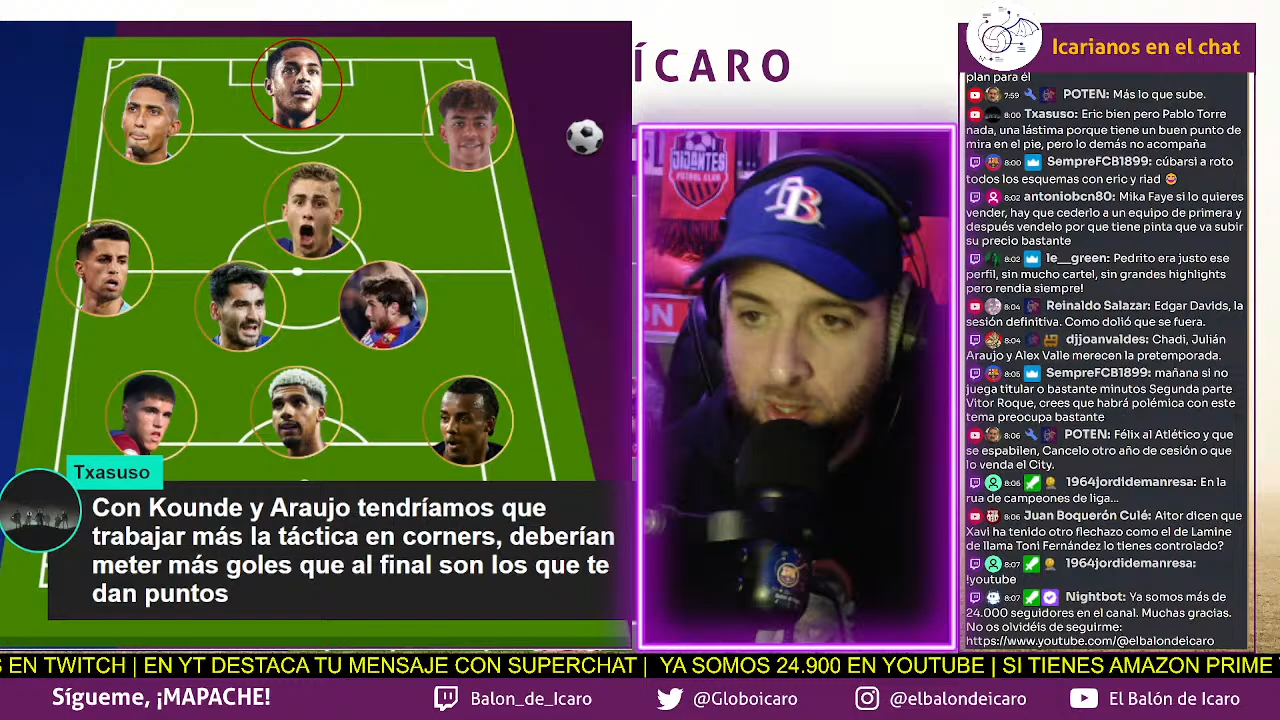 ÍCARO
Icarianos en el chat
plan para él
7:59 POTEN: Más lo que sube.
8:00 Txasuso: Eric bien pero Pablo Torre
nada, una lástima porque tiene un buen punto de
mira en el pie, pero lo demás no acompaña
8:00 SempreFCB1899: cúbarsi a roto
todos los esquemas con eric y riad
8:02 antoniobcn80: Mika Faye si lo quieres
vender, hay que cederlo a un equipo de primera y
después vendelo por que tiene pinta que va subir
su precio bastante
8:02 le__green: Pedrito era justo ese
perfil, sin mucho cartel, sin grandes highlights
pero rendia siempre!
8:04 Reinaldo Salazar: Edgar Davids, la
sesión definitiva. Como dolió que se fuera.
8:04 djjoanvaldes: Chadi, Julián
Araujo y Alex Valle merecen la pretemporada.
8:05 SempreFCB1899: mañana si no
juega titular o bastante minutos Segunda parte
Vitor Roque, crees que habrá polémica con este
tema preocupa bastante
8:06 POTEN: Félix al Atlético y que
se espabilen, Cancelo otro año de cesión o que
lo venda el City.
8:06 1964jordidemanresa: En la
rua de campeones de liga...
8:06 Juan Boquerón Culé: Aitor dicen que
Xavi ha tenido otro flechazo como el de Lamine
de llama Toni Fernández lo tienes controlado?
8:07 1964jordidemanresa:
!youtube
8:07 Nightbot: Ya somos más de
24.000 seguidores en el canal. Muchas gracias.
No os olvidéis de seguirme:
https://www.youtube.com/@elbalondeicaro
GIJANTES
FÚTBOL CLUB
Txasuso
Con Kounde y Araujo tendríamos que
trabajar más la táctica en corners, deberían
meter más goles que al final son los que te
dan puntos
S EN TWITCH | EN YT DESTACA TU MENSAJE CON SUPERCHAT | YA SOMOS 24.900 EN YOUTUBE | SI TIENES AMAZON PRIME
Sígueme, ¡MAPACHE!
Balon_de_Icaro
@Globoicaro
@elbalondeicaro
El Balón de Icaro